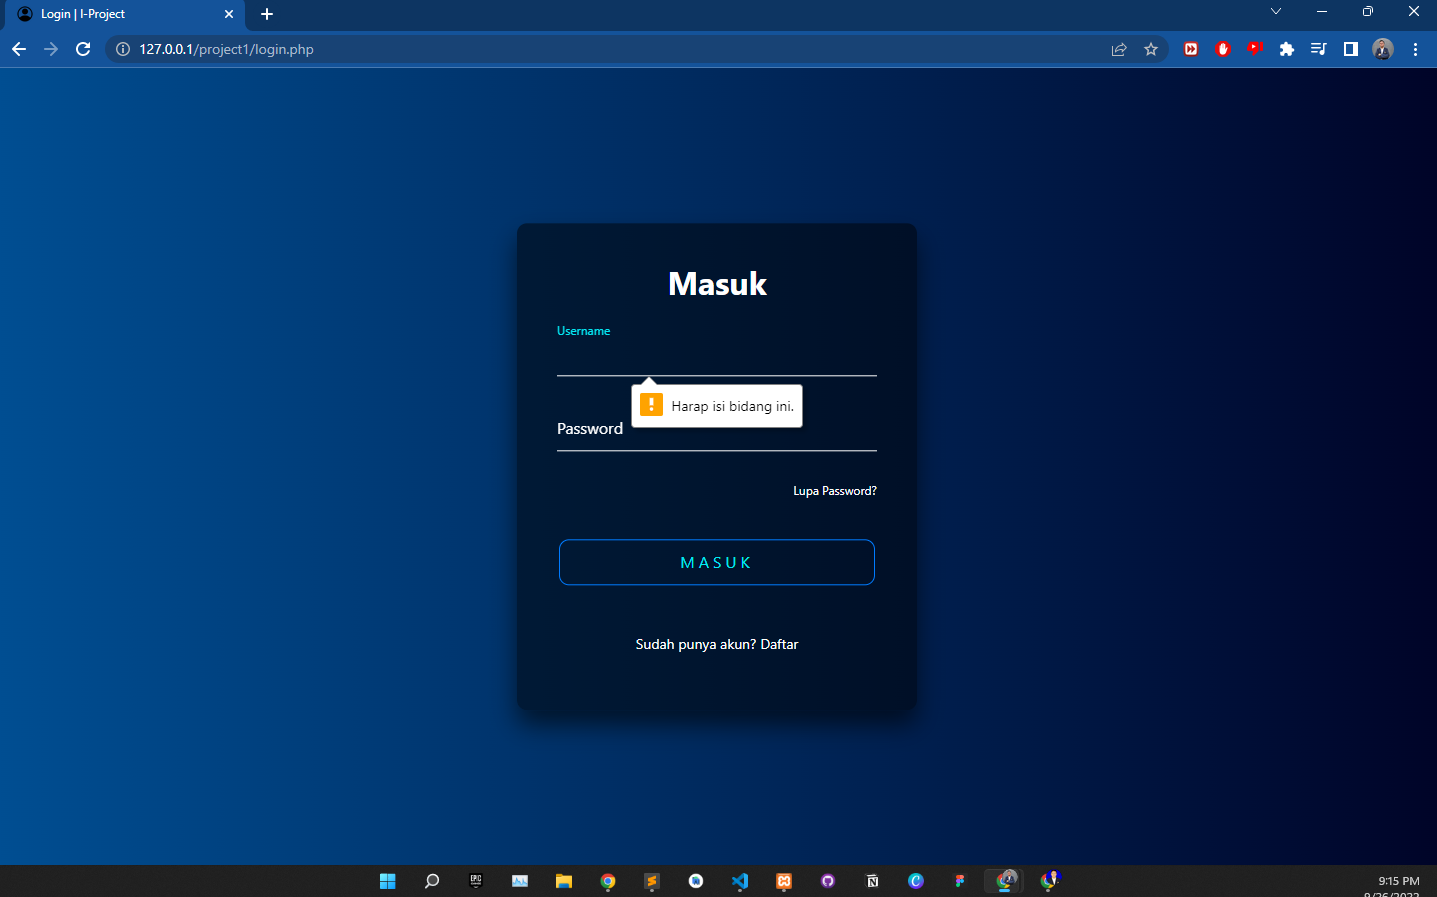 Login | I-Project
127.0.0.1/project1/login.php
Masuk
Username
Harap isi bidang ini.
Password
Lupa Password?
MASUK
Sudah punya akun? Daftar
EPIC
9:15 PM